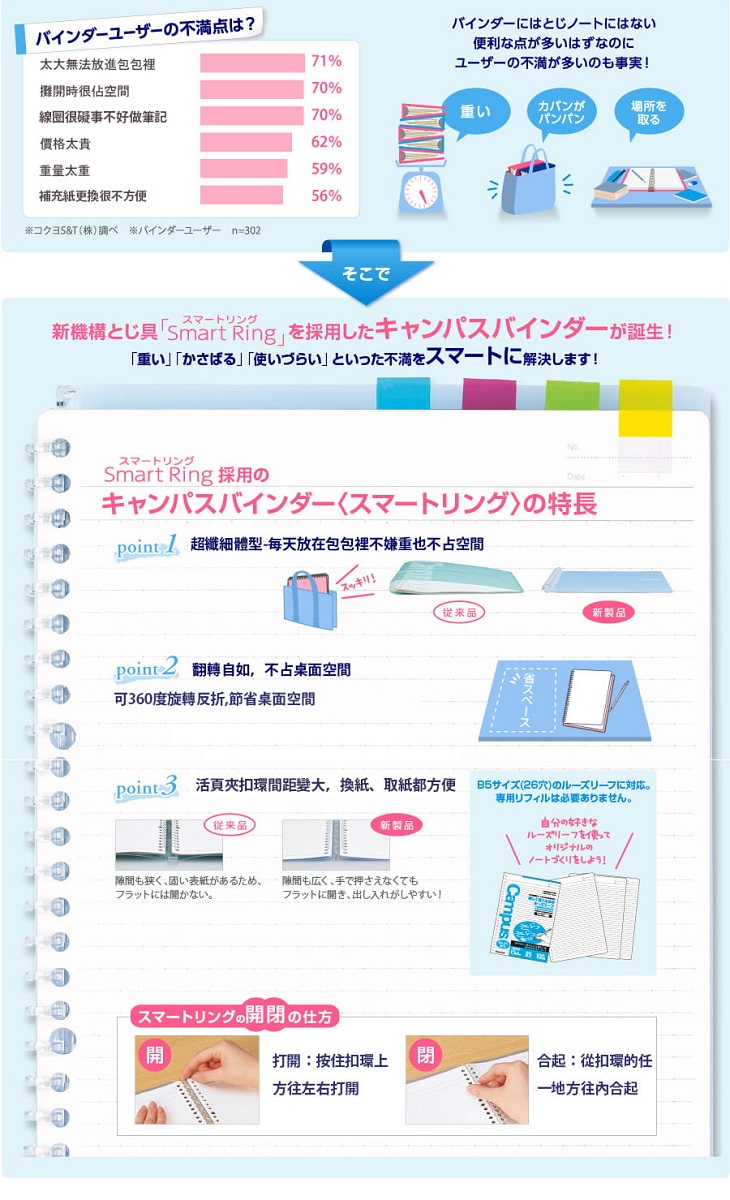 バインダーユーザーの不満点は?
太大無法放進包包裡 71%
攤開時很佔空間 70%
線圈很礙事不好做筆記 70%
價格太貴 62%
重量太重 59%
補充紙更換很不方便 56%
※コクヨS&T(株)調べ ※バインダーユーザー n=302
バインダーにはとじノートにはない
便利な点が多いはずなのに
ユーザーの不満が多いのも事実!
重い
カバンが
パンパン
場所を
取る
そこで
スマートリング
新機構とじ具「Smart Ring」を採用したキャンパスバインダーが誕生!
「重い」「かさばる」「使いづらい」といった不満をスマートに解決します!
No.
Date
スマートリング
Smart Ring 採用の
キャンパスバインダー〈スマートリング〉の特長
point 1 超纖細體型-每天放在包包裡不嫌重也不占空間
スッキリ!
従来品
新製品
point 2 翻轉自如，不占桌面空間
可360度旋轉反折,節省桌面空間
省スペース
point 3 活頁夾扣環間距變大，換紙、取紙都方便
従来品
新製品
隙間も狭く、固い表紙があるため、
フラットには開かない。
隙間も広く、手で押さえなくても
フラットに開き、出し入れがしやすい!
B5サイズ(26穴)のルーズリーフに対応。
専用リフィルは必要ありません。
自分の好きな
ルーズリーフを使って
オリジナルの
ノートづくりをしよう!
Campus
スマートリングの開閉の仕方
開
打開：按住扣環上
方往左右打開
閉
合起：從扣環的任
一地方往內合起